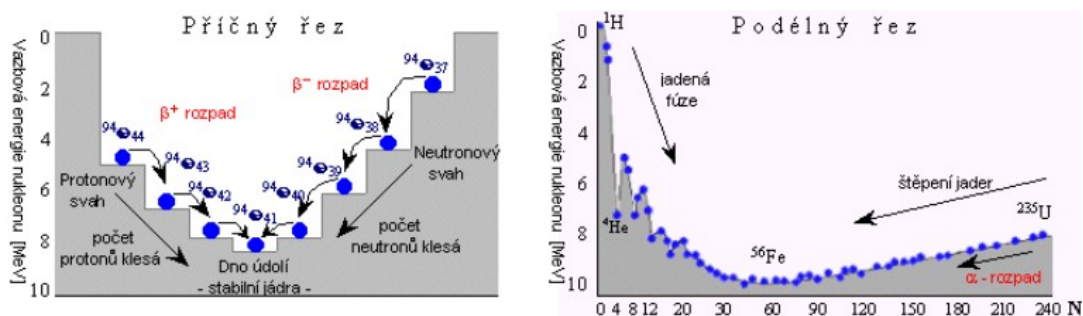 Příčný řez
Vazbová energie nukleonu [MeV]
0
2
4
6
8
10
94 37
β⁻ rozpad
β⁺ rozpad
94 38
94 44
94 43
94 39
94 42
94 40
94 41
Protonový
svah
Neutronový
svah
počet
protonů klesá
počet
neutronů klesá
Dno údolí
- stabilní jádra -
Podélný řez
Vazbová energie nukleonu [MeV]
0
2
4
6
8
10
¹H
jadená
fúze
štěpení jader
⁴He
²³⁵U
⁵⁶Fe
α - rozpad
0 4 8 12 20 30 60 90 120 150 180 210 240 N